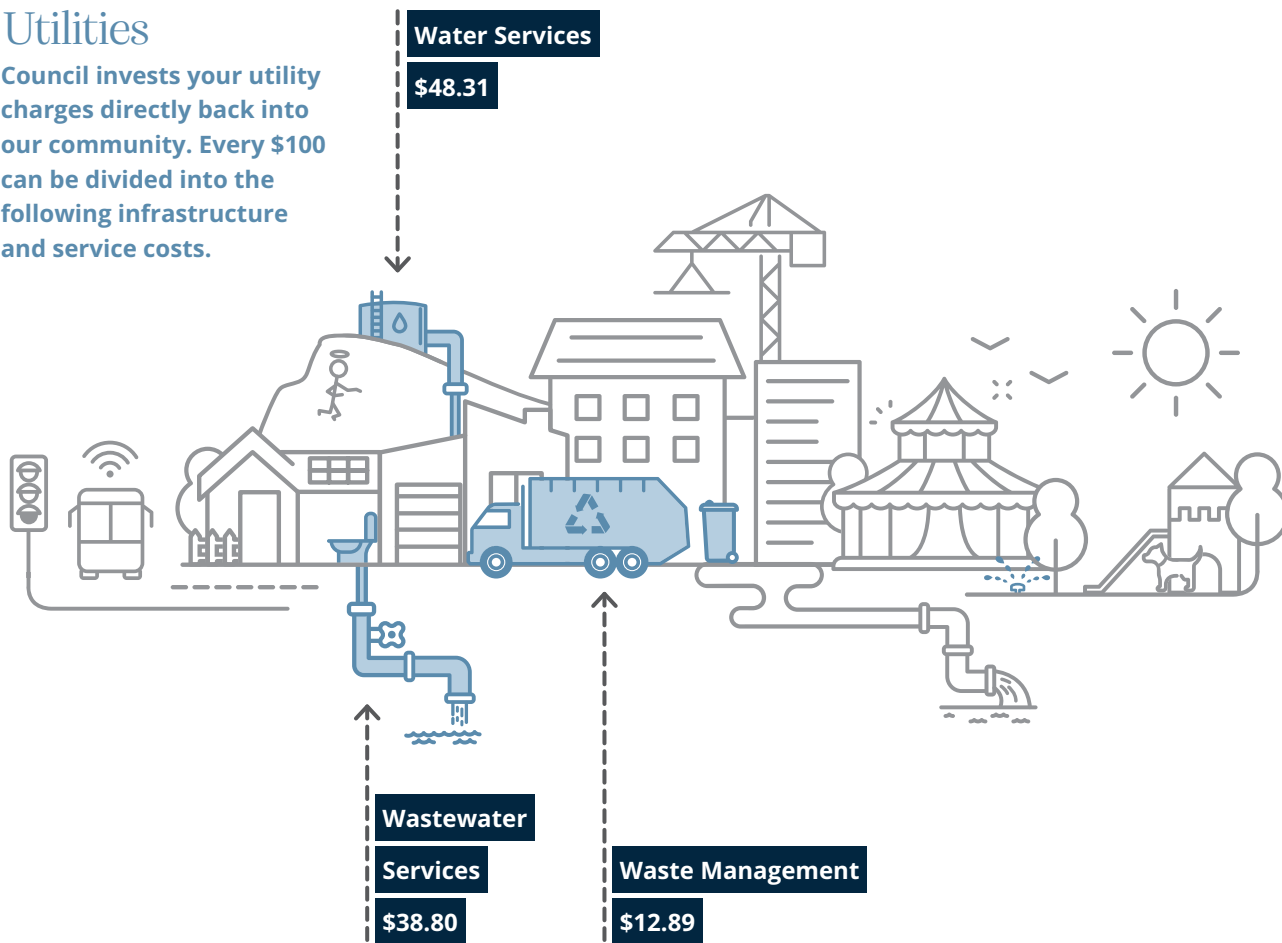 Utilities
Council invests your utility
charges directly back into
our community. Every $100
can be divided into the
following infrastructure
and service costs.
Water Services
$48.31
Wastewater
Services
$38.80
Waste Management
$12.89